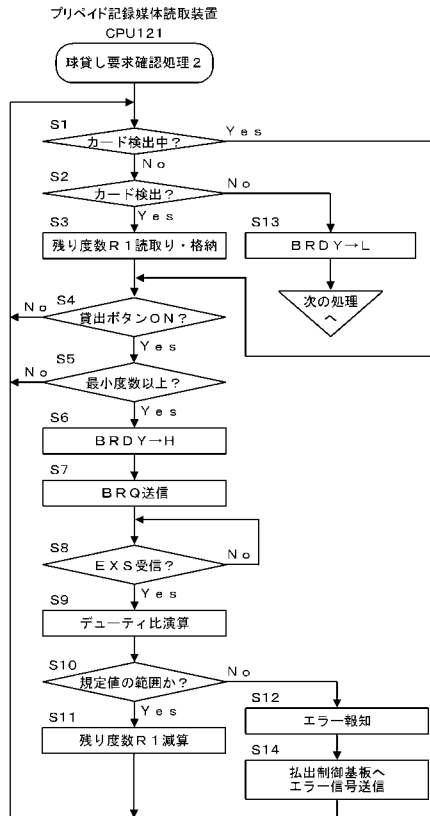 プリペイド記録媒体読取装置
CPU121
球貸し要求確認処理2
S1
カード検出中?
Yes
No
S2
カード検出?
No
Yes
S3
残り度数R1読取り・格納
S13
BRDY→L
次の処理
へ
S4
貸出ボタンON?
No
Yes
S5
最小度数以上?
No
Yes
S6
BRDY→H
S7
BRQ送信
S8
EXS受信?
No
Yes
S9
デューティ比演算
S10
規定値の範囲か?
No
Yes
S11
残り度数R1減算
S12
エラー報知
S14
払出制御基板へ
エラー信号送信